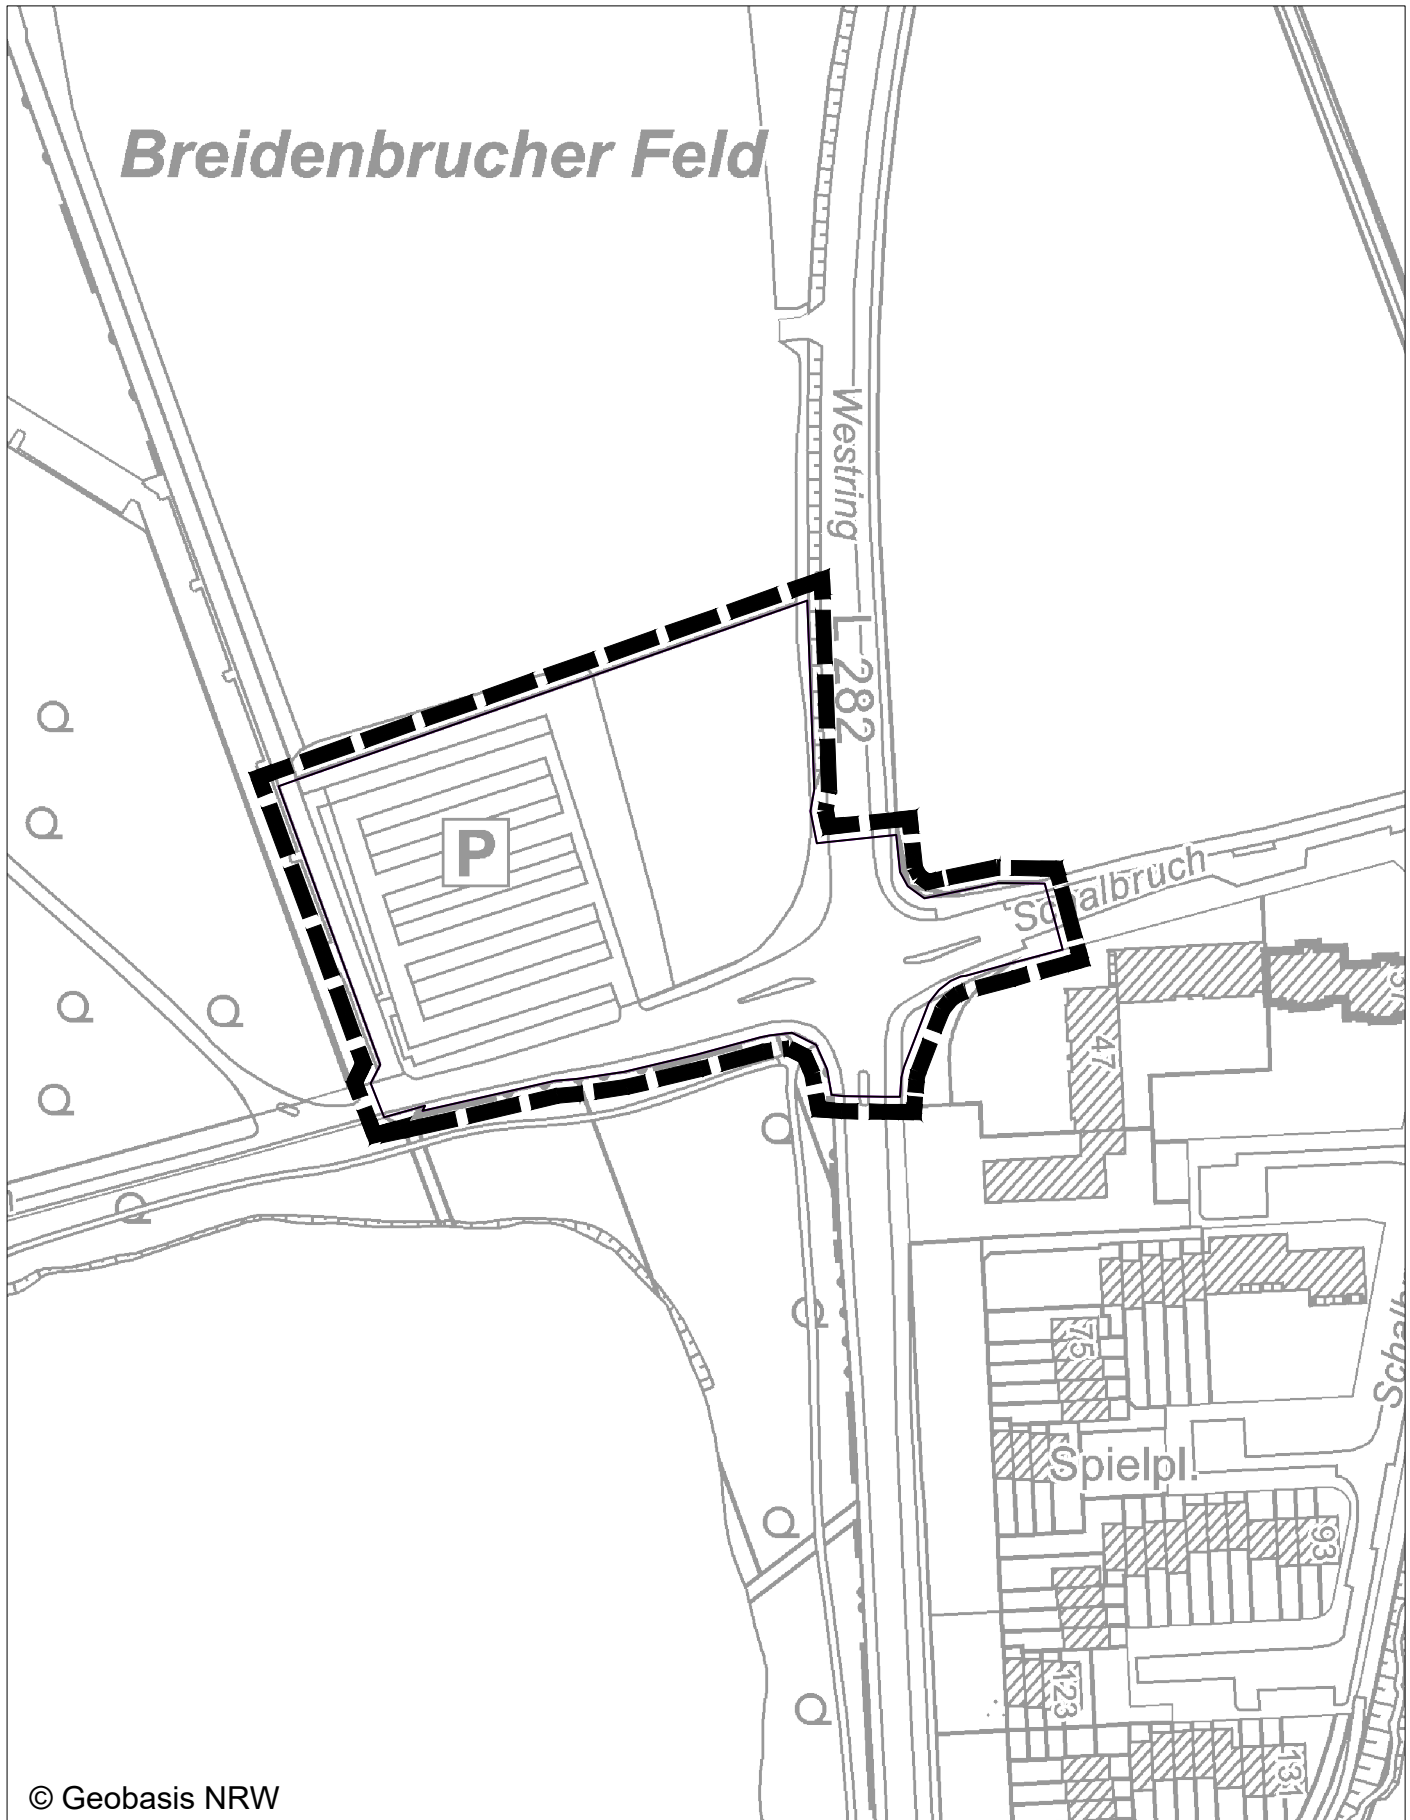 Breidenbrucher Feld
Westring
L 282
P
Schalbruch
47
75
Spielpl.
93
123
131
© Geobasis NRW